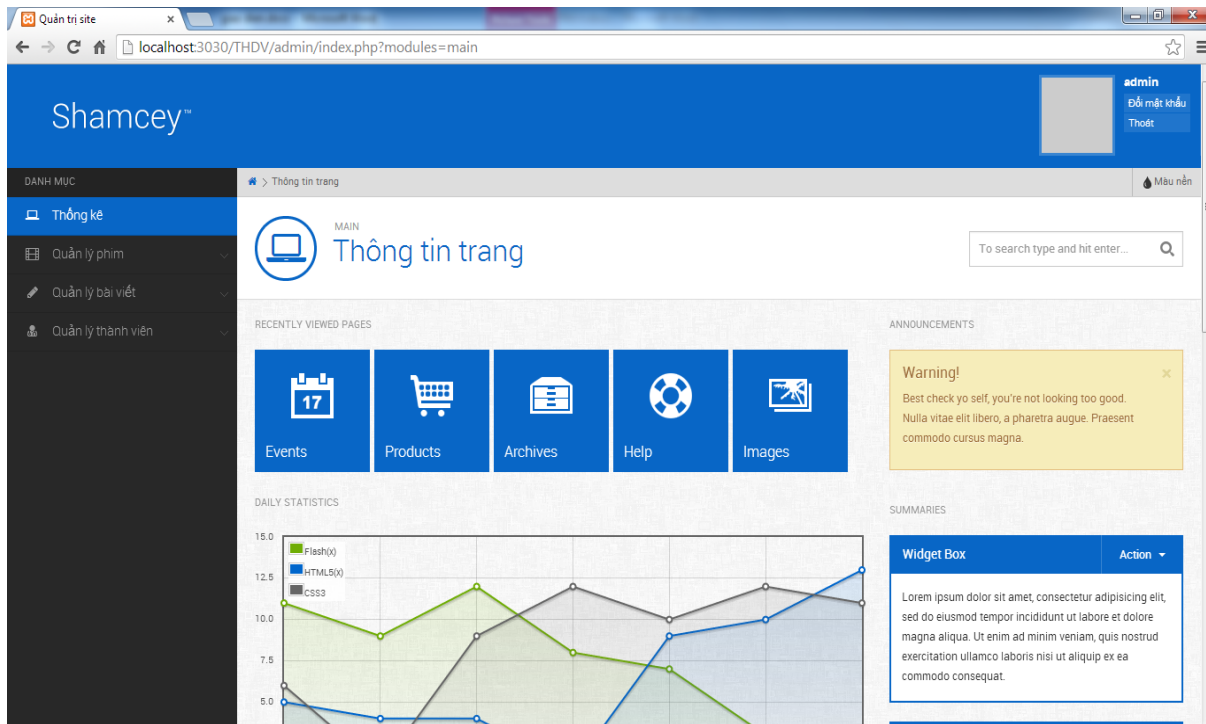 Quản trị site
localhost:3030/THDV/admin/index.php?modules=main
Shamcey™
admin
Đổi mật khẩu
Thoát
DANH MỤC
Thống kê
Quản lý phim
Quản lý bài viết
Quản lý thành viên
> Thông tin trang
Màu nền
MAIN
Thông tin trang
To search type and hit enter...
RECENTLY VIEWED PAGES
17
Events
Products
Archives
Help
Images
ANNOUNCEMENTS
Warning!
Best check yo self, you're not looking too good.
Nulla vitae elit libero, a pharetra augue. Praesent
commodo cursus magna.
DAILY STATISTICS
15.0
12.5
10.0
7.5
5.0
Flash(x)
HTML5(x)
CSS3
SUMMARIES
Widget Box
Action
Lorem ipsum dolor sit amet, consectetur adipisicing elit,
sed do eiusmod tempor incididunt ut labore et dolore
magna aliqua. Ut enim ad minim veniam, quis nostrud
exercitation ullamco laboris nisi ut aliquip ex ea
commodo consequat.